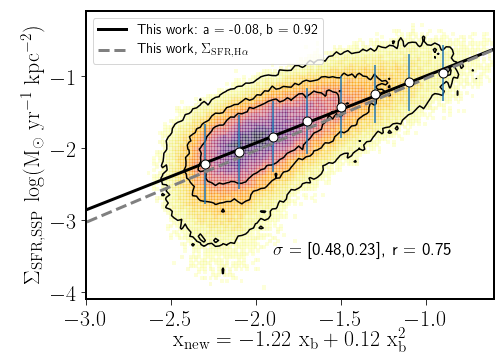 This work: a = -0.08, b = 0.92
This work, Σ_SFR,Hα
Σ_SFR,SSP log(M_⊙ yr⁻¹ kpc⁻²)
−1
−2
−3
−4
σ = [0.48,0.23], r = 0.75
−3.0 −2.5 −2.0 −1.5 −1.0
x_new = −1.22 x_b + 0.12 x_b²